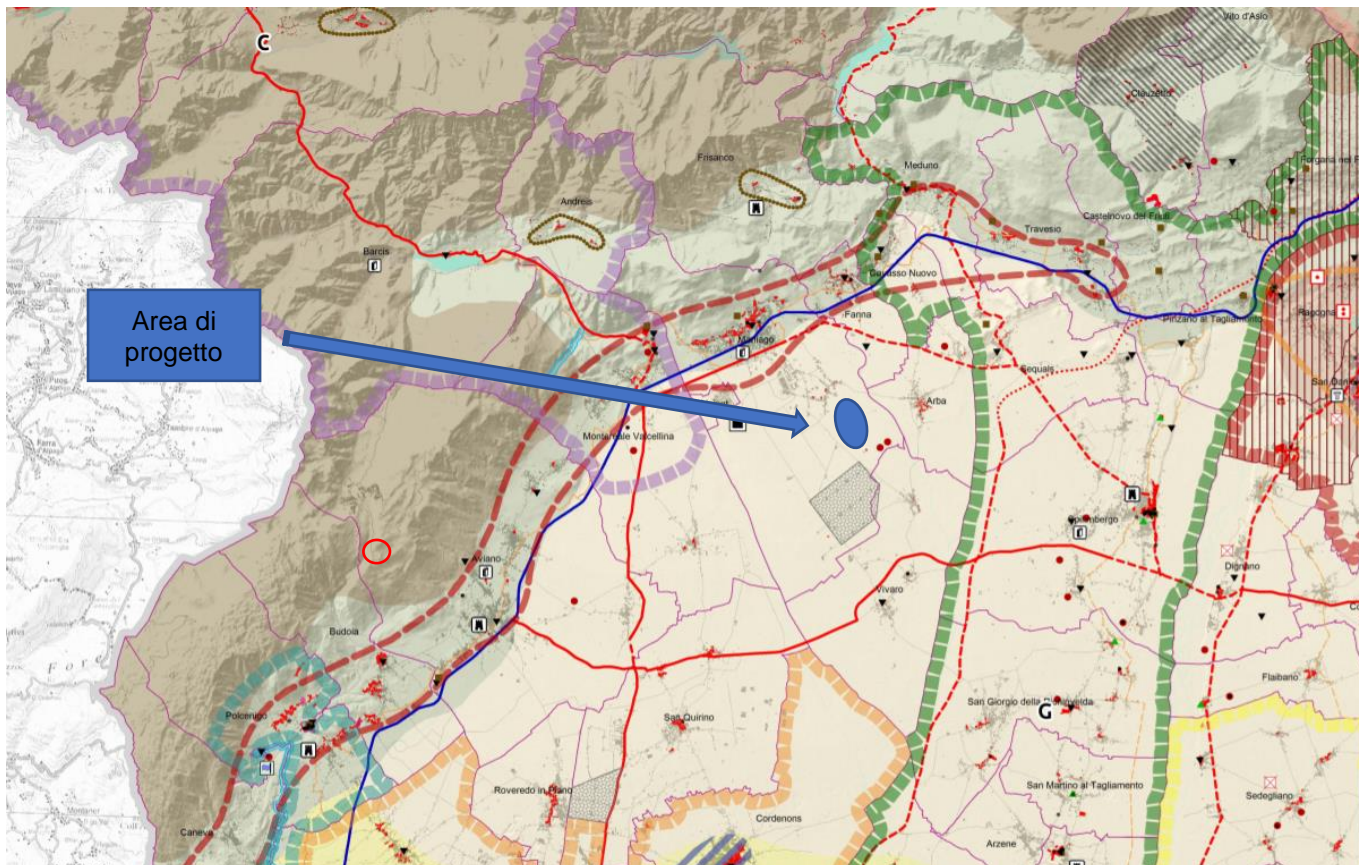 Vito d'Asio
C
Clauzetto
Forgaria nel F
Frisanco
Meduno
Andreis
Castelnovo del Friuli
Travesio
Barcis
Cavasso Nuovo
Area di
progetto
Fanna
Pinzano al Tagliamento
Ragogna
Maniago
Sequals
San Dan
Arba
Montereale Valcellina
Spilimbergo
Aviano
Dignano
Vivaro
Budoia
Flaibano
San Giorgio della Richinvelda
G
Polcenigo
San Quirino
San Martino al Tagliamento
Roveredo in Piano
Sedegliano
Cordenons
Caneva
Arzene